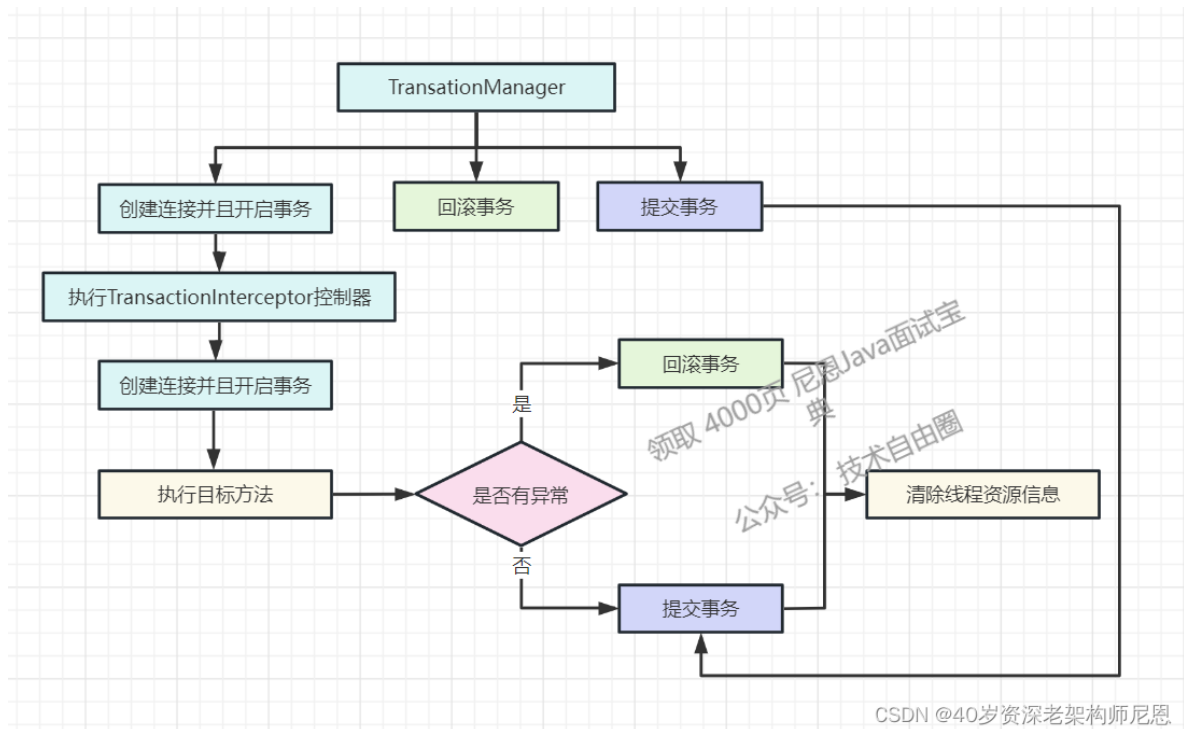 TransationManager
创建连接并且开启事务
回滚事务
提交事务
执行TransactionInterceptor控制器
创建连接并且开启事务
回滚事务
是
执行目标方法
是否有异常
清除线程资源信息
否
提交事务
领取 4000页 尼恩Java面试宝
典
公众号： 技术自由圈
CSDN @40岁资深老架构师尼恩